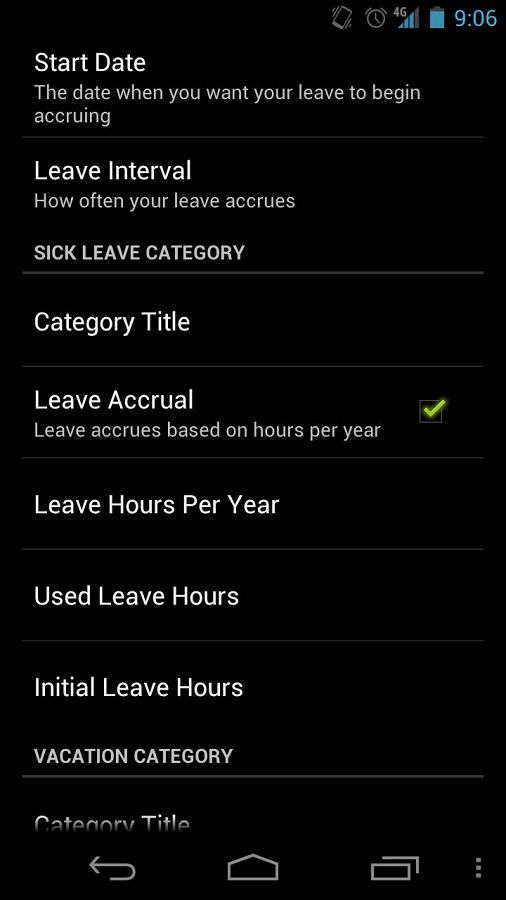 4G 9:06
Start Date
The date when you want your leave to begin
accruing
Leave Interval
How often your leave accrues
SICK LEAVE CATEGORY
Category Title
Leave Accrual
Leave accrues based on hours per year
Leave Hours Per Year
Used Leave Hours
Initial Leave Hours
VACATION CATEGORY
Category Title